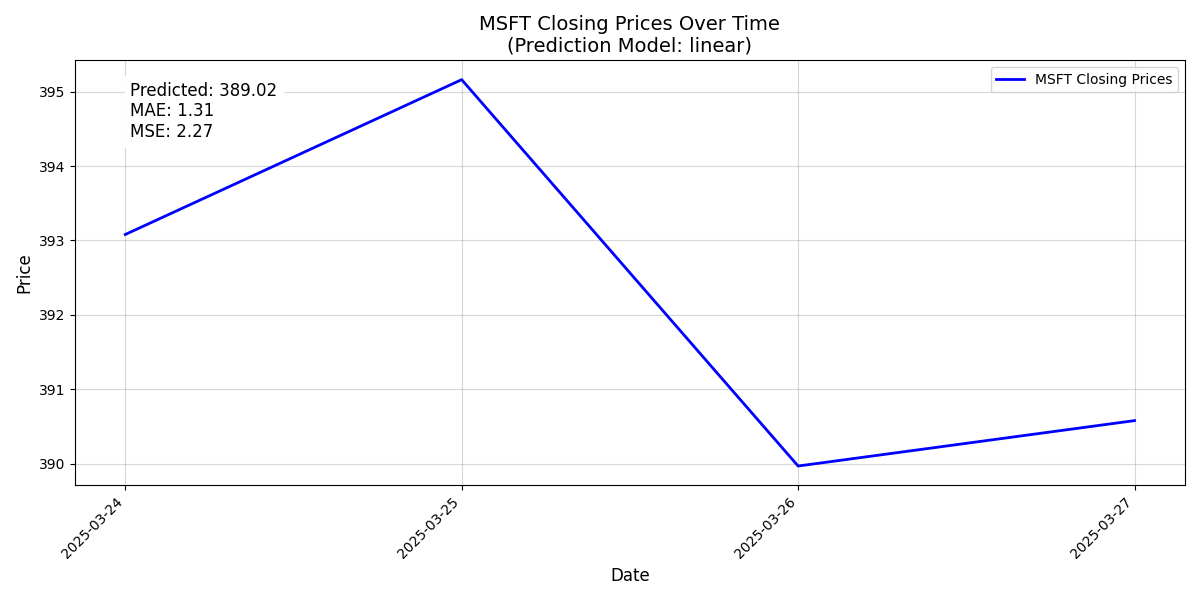 MSFT Closing Prices Over Time
(Prediction Model: linear)
Predicted: 389.02
MAE: 1.31
MSE: 2.27
MSFT Closing Prices
395
394
393
392
391
390
Price
2025-03-24
2025-03-25
2025-03-26
2025-03-27
Date